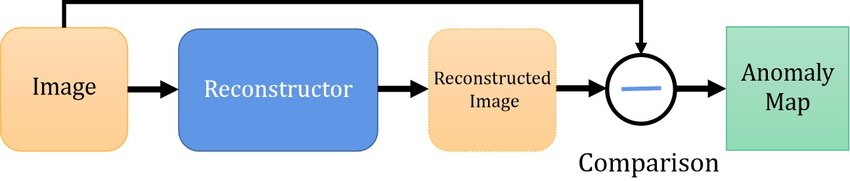 Image
Reconstructor
Reconstructed
Image
Comparison
Anomaly
Map